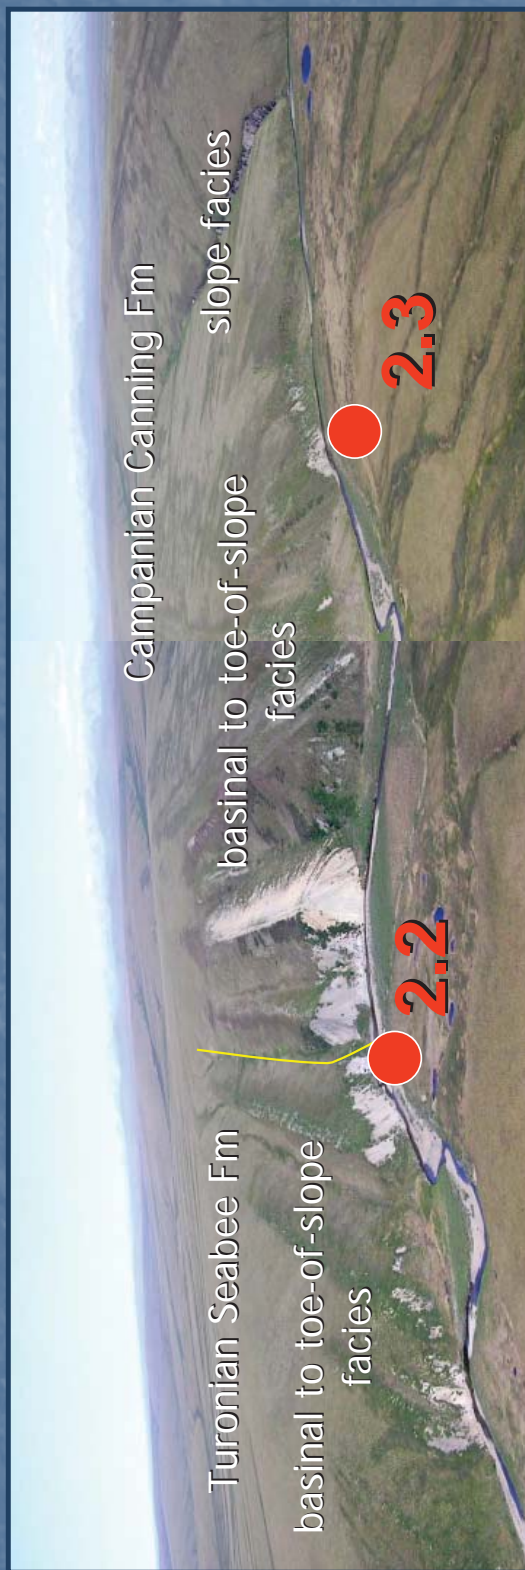 Turonian Seabee Fm
basinal to toe-of-slope
facies
2.2
Campanian Canning Fm
basinal to toe-of-slope
facies
slope facies
2.3